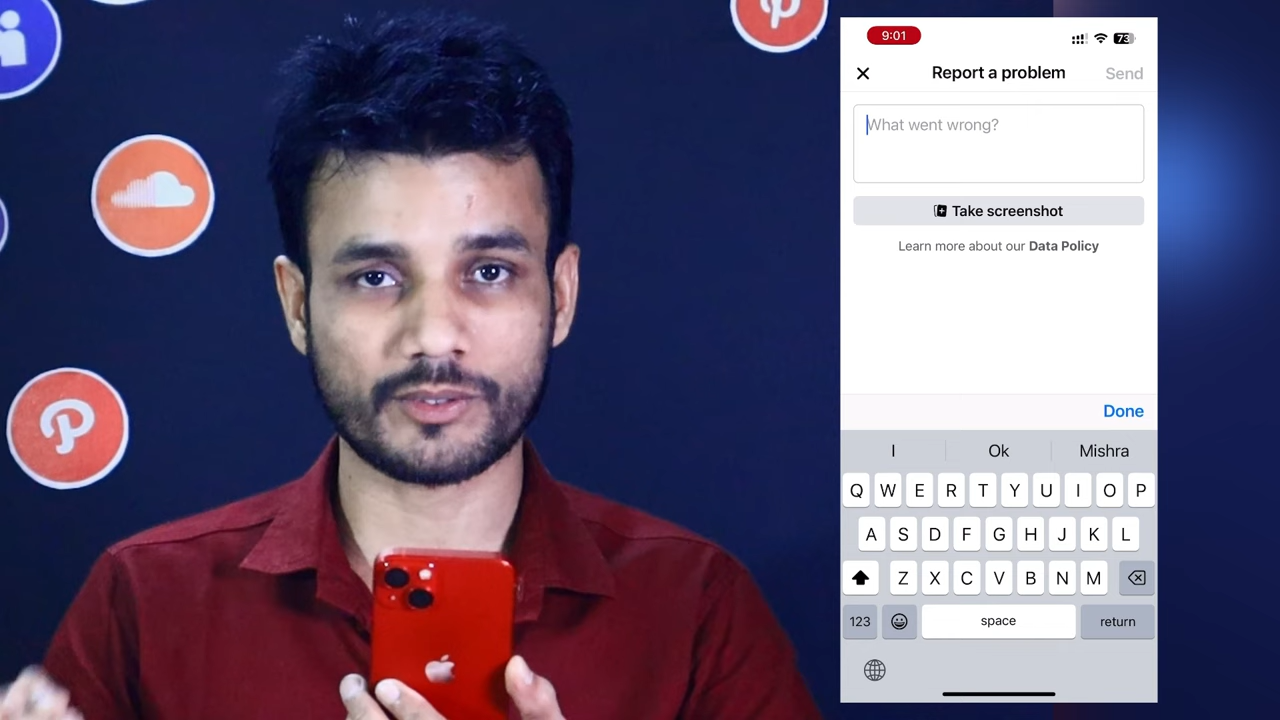 9:01
73
Report a problem
Send
What went wrong?
Take screenshot
Learn more about our Data Policy
Done
I
Ok
Mishra
Q W E R T Y U I O P
A S D F G H J K L
Z X C V B N M
123
space
return